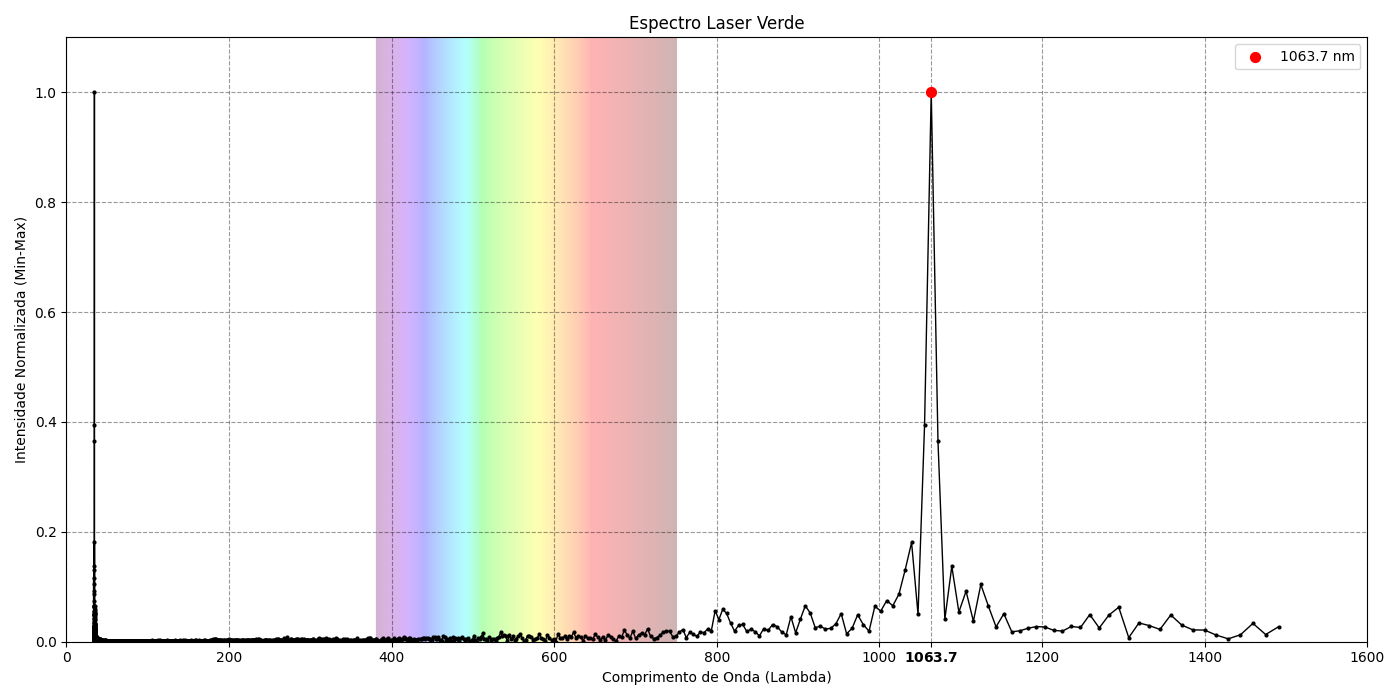 Espectro Laser Verde
1063.7 nm
Intensidade Normalizada (Min-Max)
1.0
0.8
0.6
0.4
0.2
0.0
0 200 400 600 800 1000 1063.7 1200 1400 1600
Comprimento de Onda (Lambda)